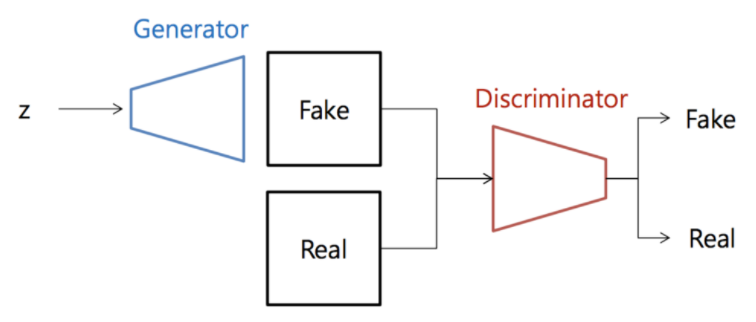 Generator
z
Fake
Discriminator
Fake
Real
Real